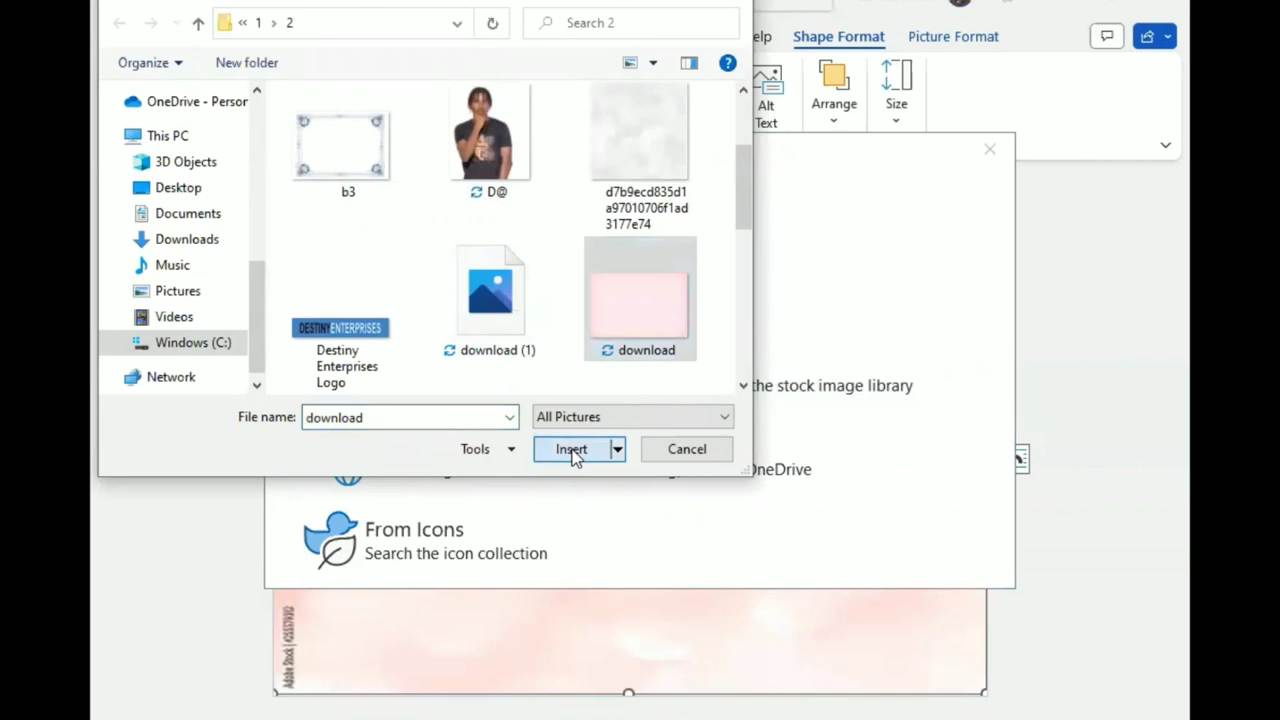 1 > 2
Search 2
Organize
New folder
?
elp
Shape Format
Picture Format
OneDrive - Person
This PC
3D Objects
Desktop
Documents
Downloads
Music
Pictures
Videos
Windows (C:)
Network
b3
D@
d7b9ecd835d1
a97010706f1ad
3177e74
DESTINYENTERPRISES
Destiny
Enterprises
Logo
download (1)
download
Alt
Text
Arrange
Size
File name:
download
All Pictures
Tools
Insert
Cancel
the stock image library
OneDrive
From Icons
Search the icon collection
Adobe Stock |